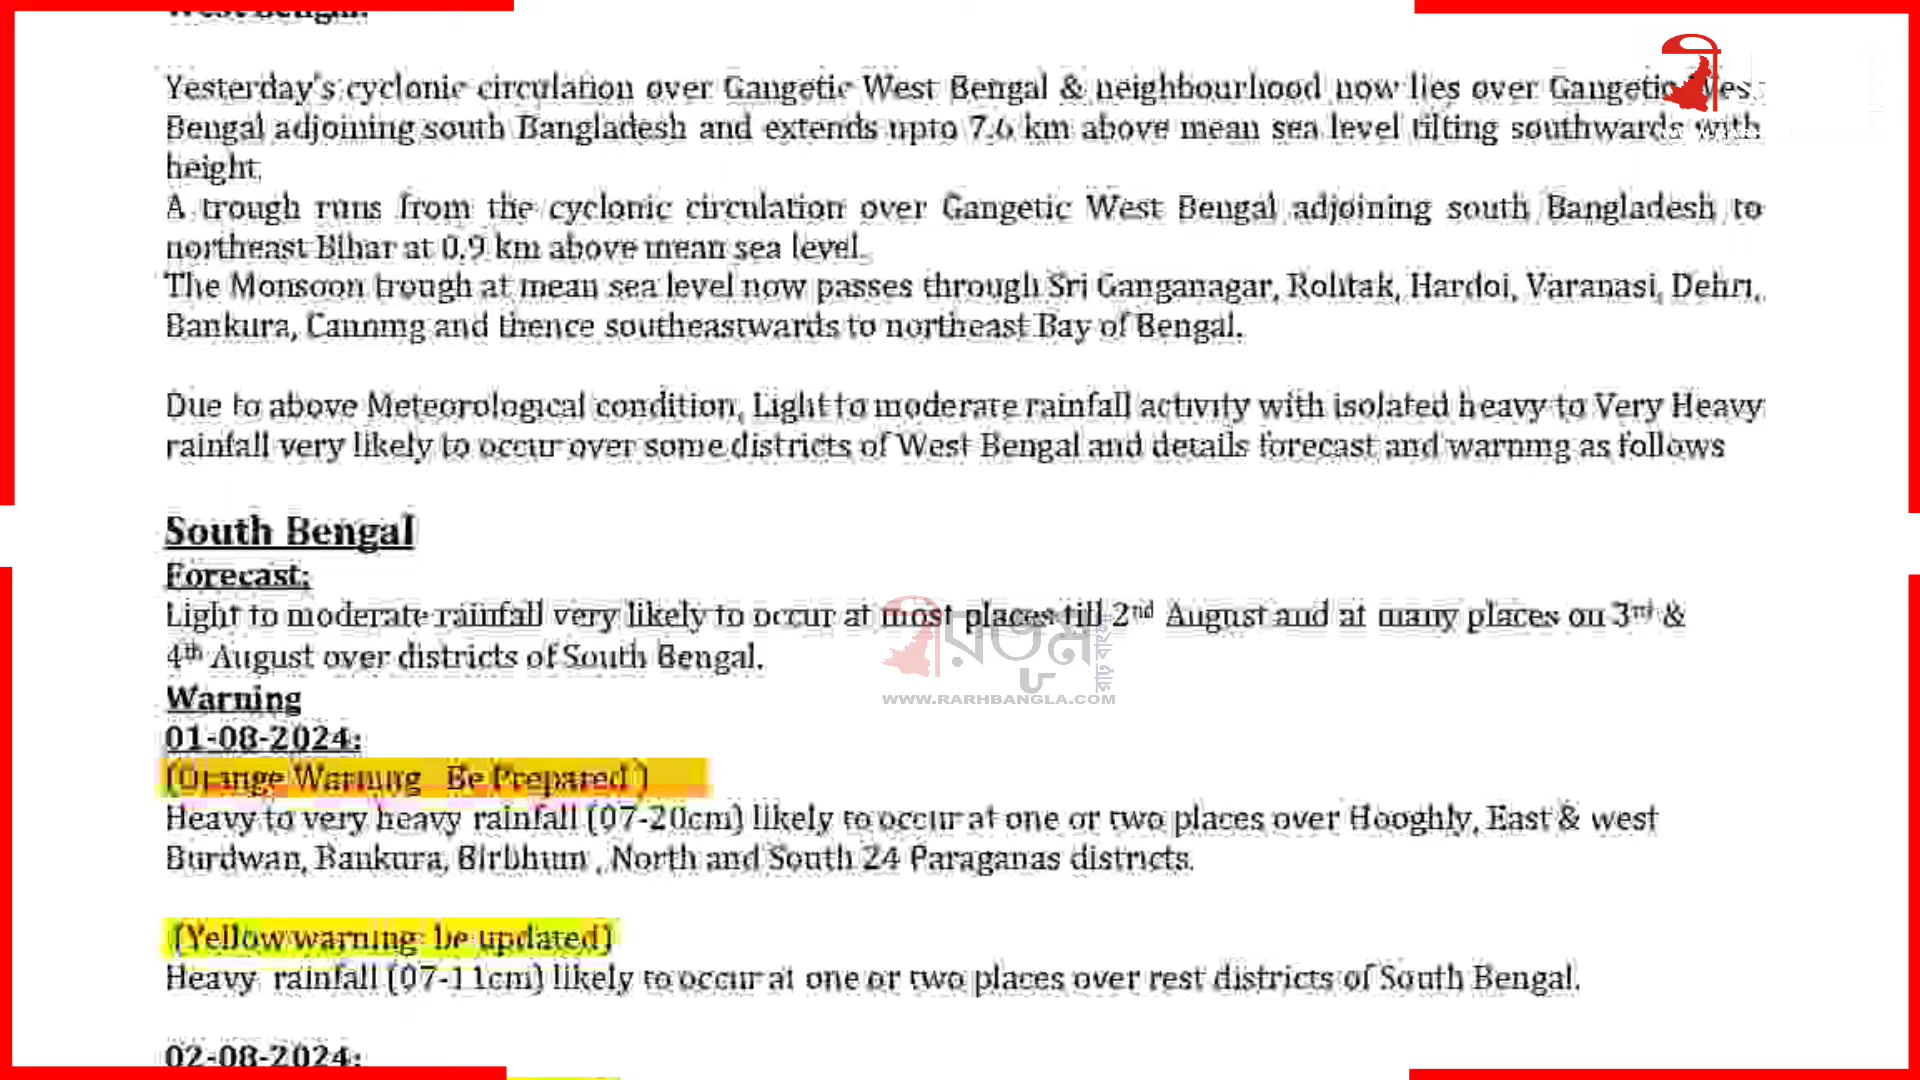 West Bengal:
Yesterday's cyclonic circulation over Gangetic West Bengal & neighbourhood now lies over Gangetic West
Bengal adjoining south Bangladesh and extends upto 7.6 km above mean sea level tilting southwards with
height.
A trough runs from the cyclonic circulation over Gangetic West Bengal adjoining south Bangladesh to
northeast Bihar at 0.9 km above mean sea level.
The Monsoon trough at mean sea level now passes through Sri Ganganagar, Rohtak, Hardoi, Varanasi, Dehri,
Bankura, Canning and thence southeastwards to northeast Bay of Bengal.
Due to above Meteorological condition, Light to moderate rainfall activity with isolated heavy to Very Heavy
rainfall very likely to occur over some districts of West Bengal and details forecast and warning as follows
South Bengal
Forecast:
Light to moderate rainfall very likely to occur at most places till 2nd August and at many places on 3rd &
4th August over districts of South Bengal.
Warning
01-08-2024:
(Orange Warning Be Prepared )
Heavy to very heavy rainfall (07-20cm) likely to occur at one or two places over Hooghly, East & west
Burdwan, Bankura, Birbhum , North and South 24 Paraganas districts.
(Yellow warning: be updated)
Heavy rainfall (07-11cm) likely to occur at one or two places over rest districts of South Bengal.
02-08-2024:
রাঢ় বাংলা
WWW.RARHBANGLA.COM